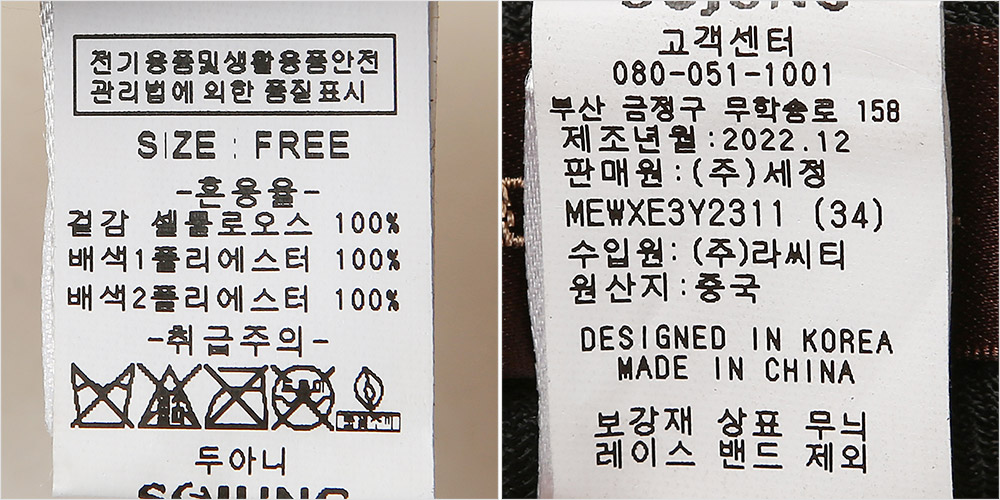 전기용품및생활용품안전
관리법에 의한 품질표시
SIZE : FREE
-혼용율-
겉감 셀룰로오스 100%
배색1폴리에스터 100%
배색2폴리에스터 100%
-취급주의-
두아니
고객센터
080-051-1001
부산 금정구 무학송로 158
제조년월:2022.12
판매원:(주)세정
MEWXE3Y2311 (34)
수입원:(주)라씨티
원산지:중국
DESIGNED IN KOREA
MADE IN CHINA
보강재 상표 무늬
레이스 밴드 제외